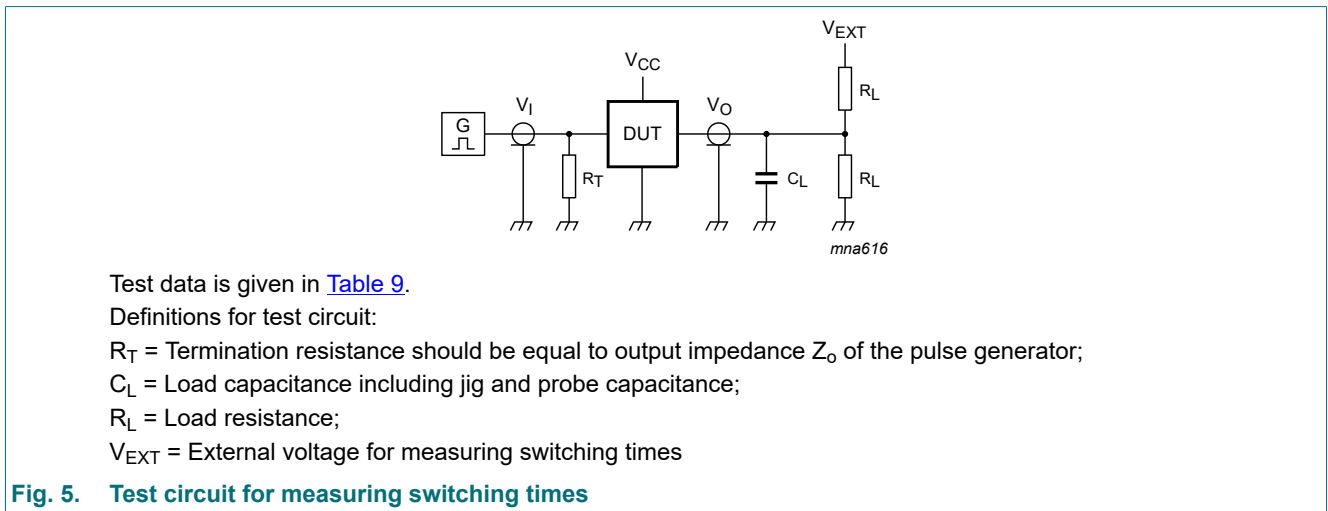 VEXT
VCC
RL
VI
VO
G
DUT
RT
CL
RL
mna616
Test data is given in Table 9.
Definitions for test circuit:
RT = Termination resistance should be equal to output impedance Zo of the pulse generator;
CL = Load capacitance including jig and probe capacitance;
RL = Load resistance;
VEXT = External voltage for measuring switching times
Fig. 5. Test circuit for measuring switching times